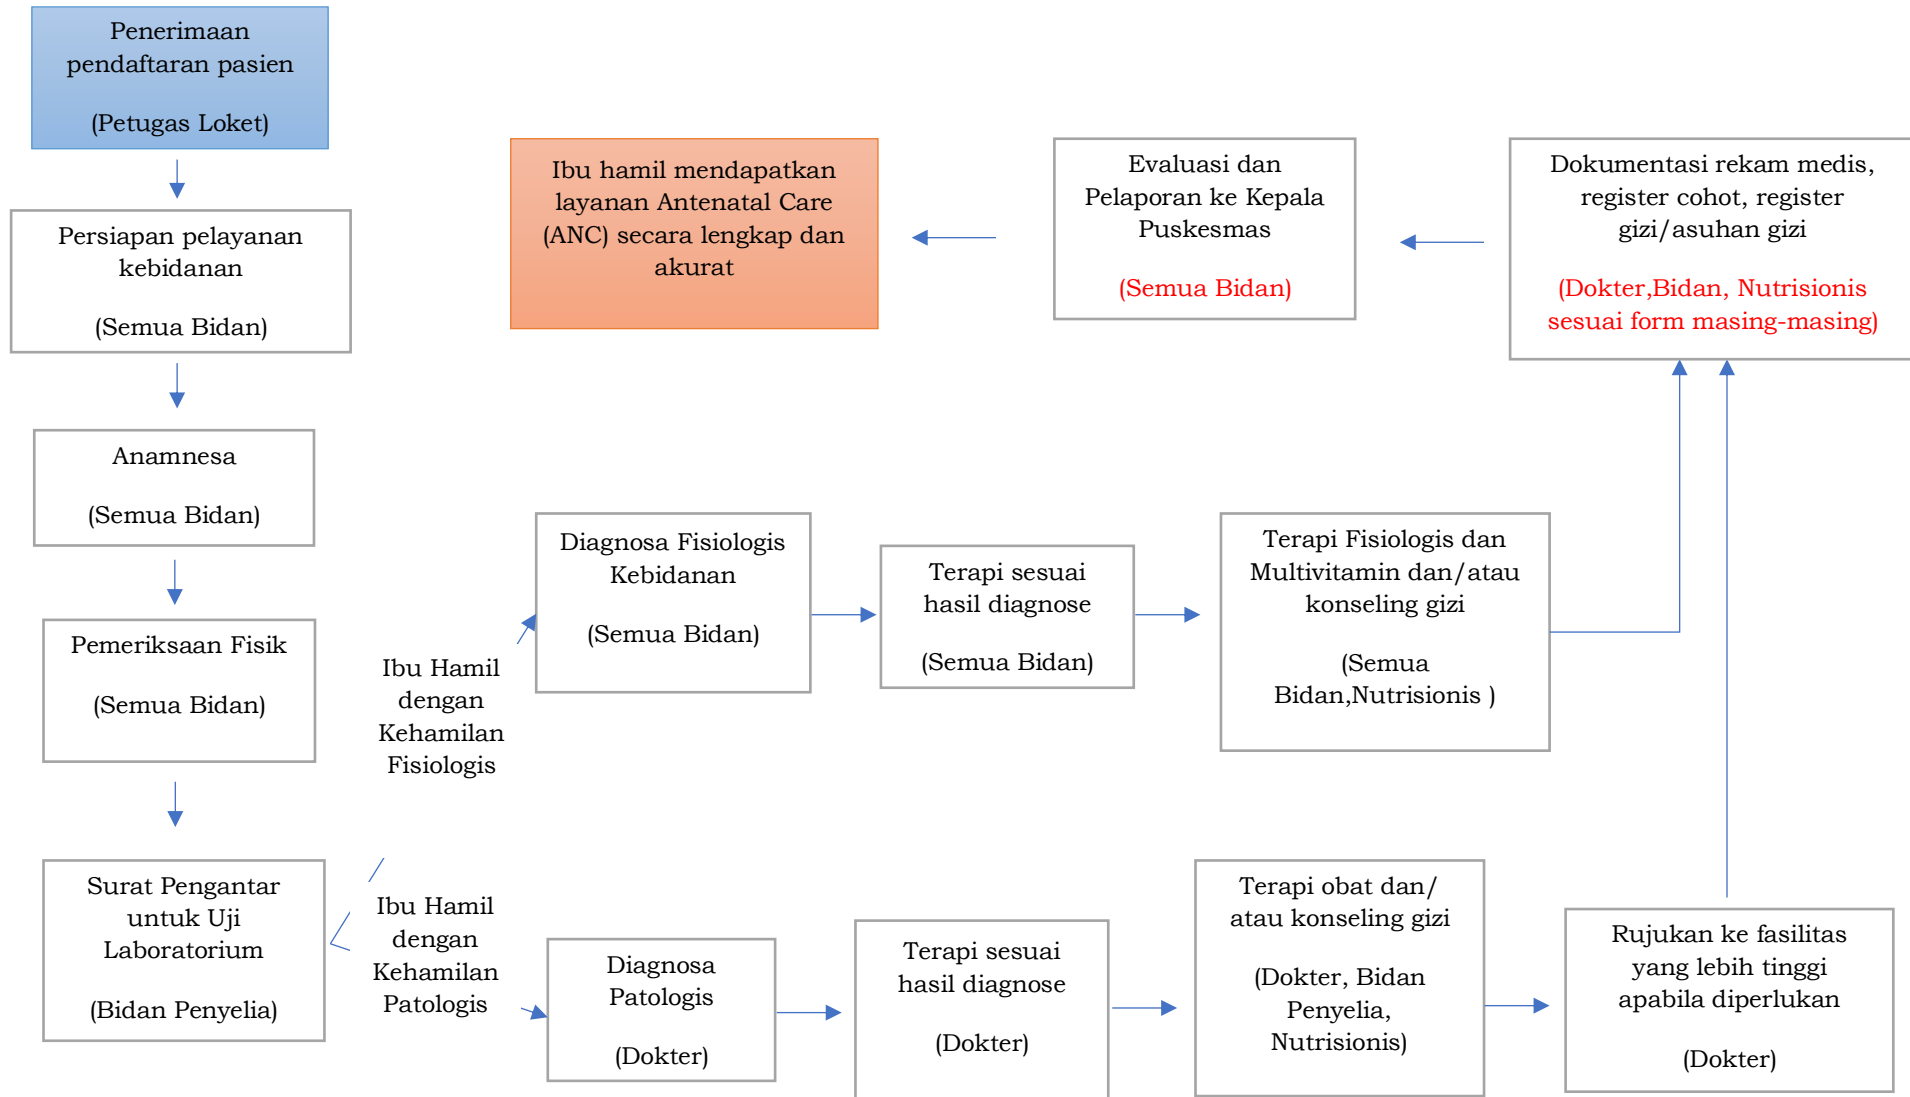 Penerimaan
pendaftaran pasien
(Petugas Loket)
Persiapan pelayanan
kebidanan
(Semua Bidan)
Anamnesa
(Semua Bidan)
Pemeriksaan Fisik
(Semua Bidan)
Surat Pengantar
untuk Uji
Laboratorium
(Bidan Penyelia)
Ibu Hamil
dengan
Kehamilan
Fisiologis
Diagnosa Fisiologis
Kebidanan
(Semua Bidan)
Terapi sesuai
hasil diagnose
(Semua Bidan)
Terapi Fisiologis dan
Multivitamin dan/atau
konseling gizi
(Semua
Bidan,Nutrisionis )
Ibu Hamil
dengan
Kehamilan
Patologis
Diagnosa
Patologis
(Dokter)
Terapi sesuai
hasil diagnose
(Dokter)
Terapi obat dan/
atau konseling gizi
(Dokter, Bidan
Penyelia,
Nutrisionis)
Rujukan ke fasilitas
yang lebih tinggi
apabila diperlukan
(Dokter)
Dokumentasi rekam medis,
register cohot, register
gizi/asuhan gizi
(Dokter,Bidan, Nutrisionis
sesuai form masing-masing)
Evaluasi dan
Pelaporan ke Kepala
Puskesmas
(Semua Bidan)
Ibu hamil mendapatkan
layanan Antenatal Care
(ANC) secara lengkap dan
akurat